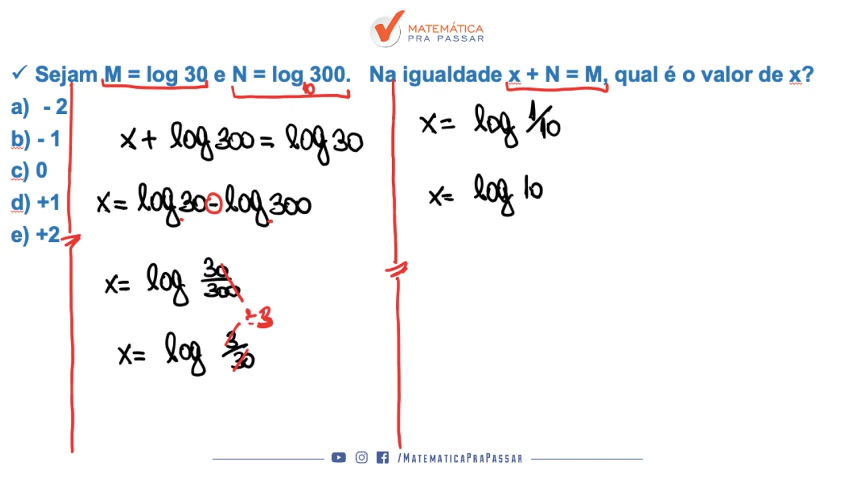 MATEMÁTICA
PRA PASSAR
✓ Sejam M = log 30 e N = log 300. Na igualdade x + N = M, qual é o valor de x?
10
a) - 2
b) - 1
c) 0
d) +1
e) +2
x + log 300 = log 30
x = log 30 - log 300
x = log 30/300
÷3
x = log 3/30
x = log 1/10
x = log 10
/MATEMATICAPRAPASSAR